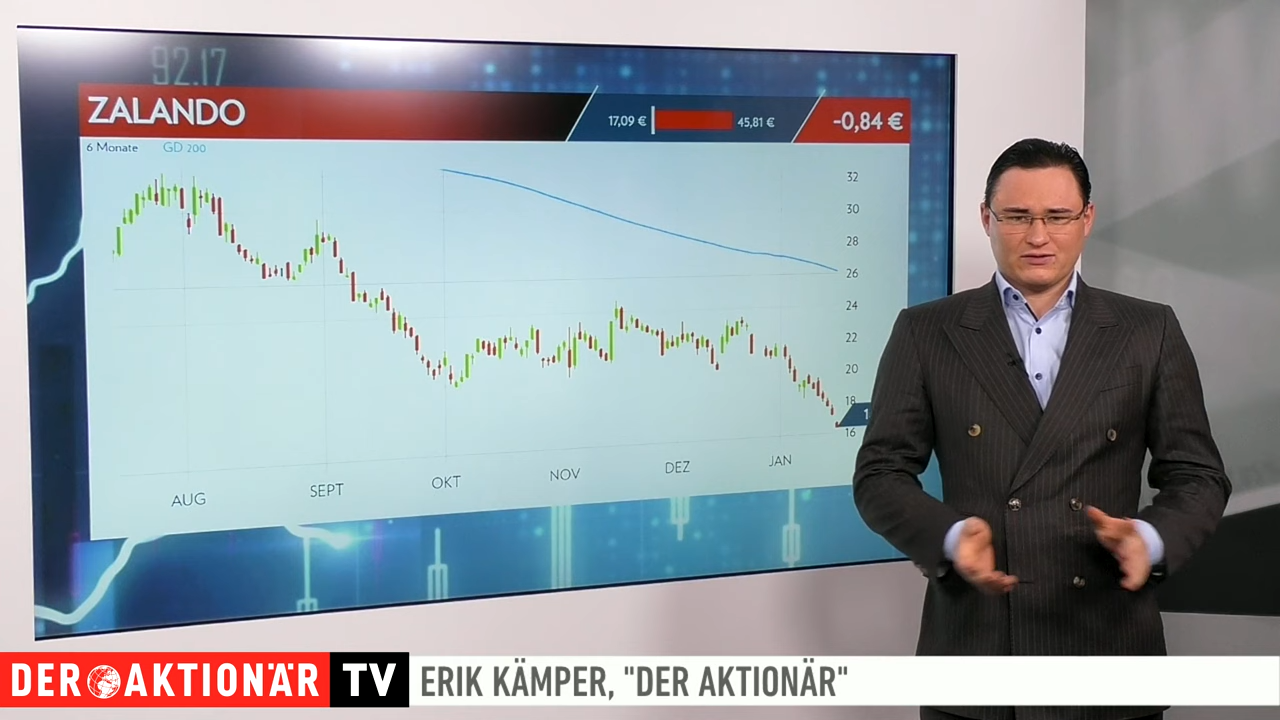 92.17
ZALANDO
17,09 €
45,81 €
-0,84 €
6 Monate
GD 200
32
30
28
26
24
22
20
18
1
16
AUG
SEPT
OKT
NOV
DEZ
JAN
DER AKTIONÄR TV
ERIK KÄMPER, "DER AKTIONÄR"